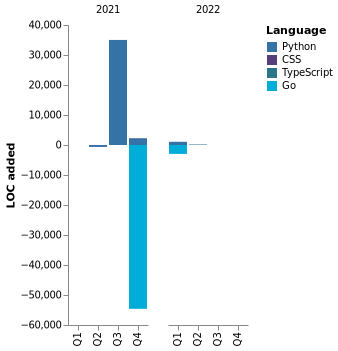 2021 2022
Language
Python
CSS
TypeScript
Go
LOC added
40,000
30,000
20,000
10,000
0
−10,000
−20,000
−30,000
−40,000
−50,000
−60,000
Q1 Q2 Q3 Q4 Q1 Q2 Q3 Q4